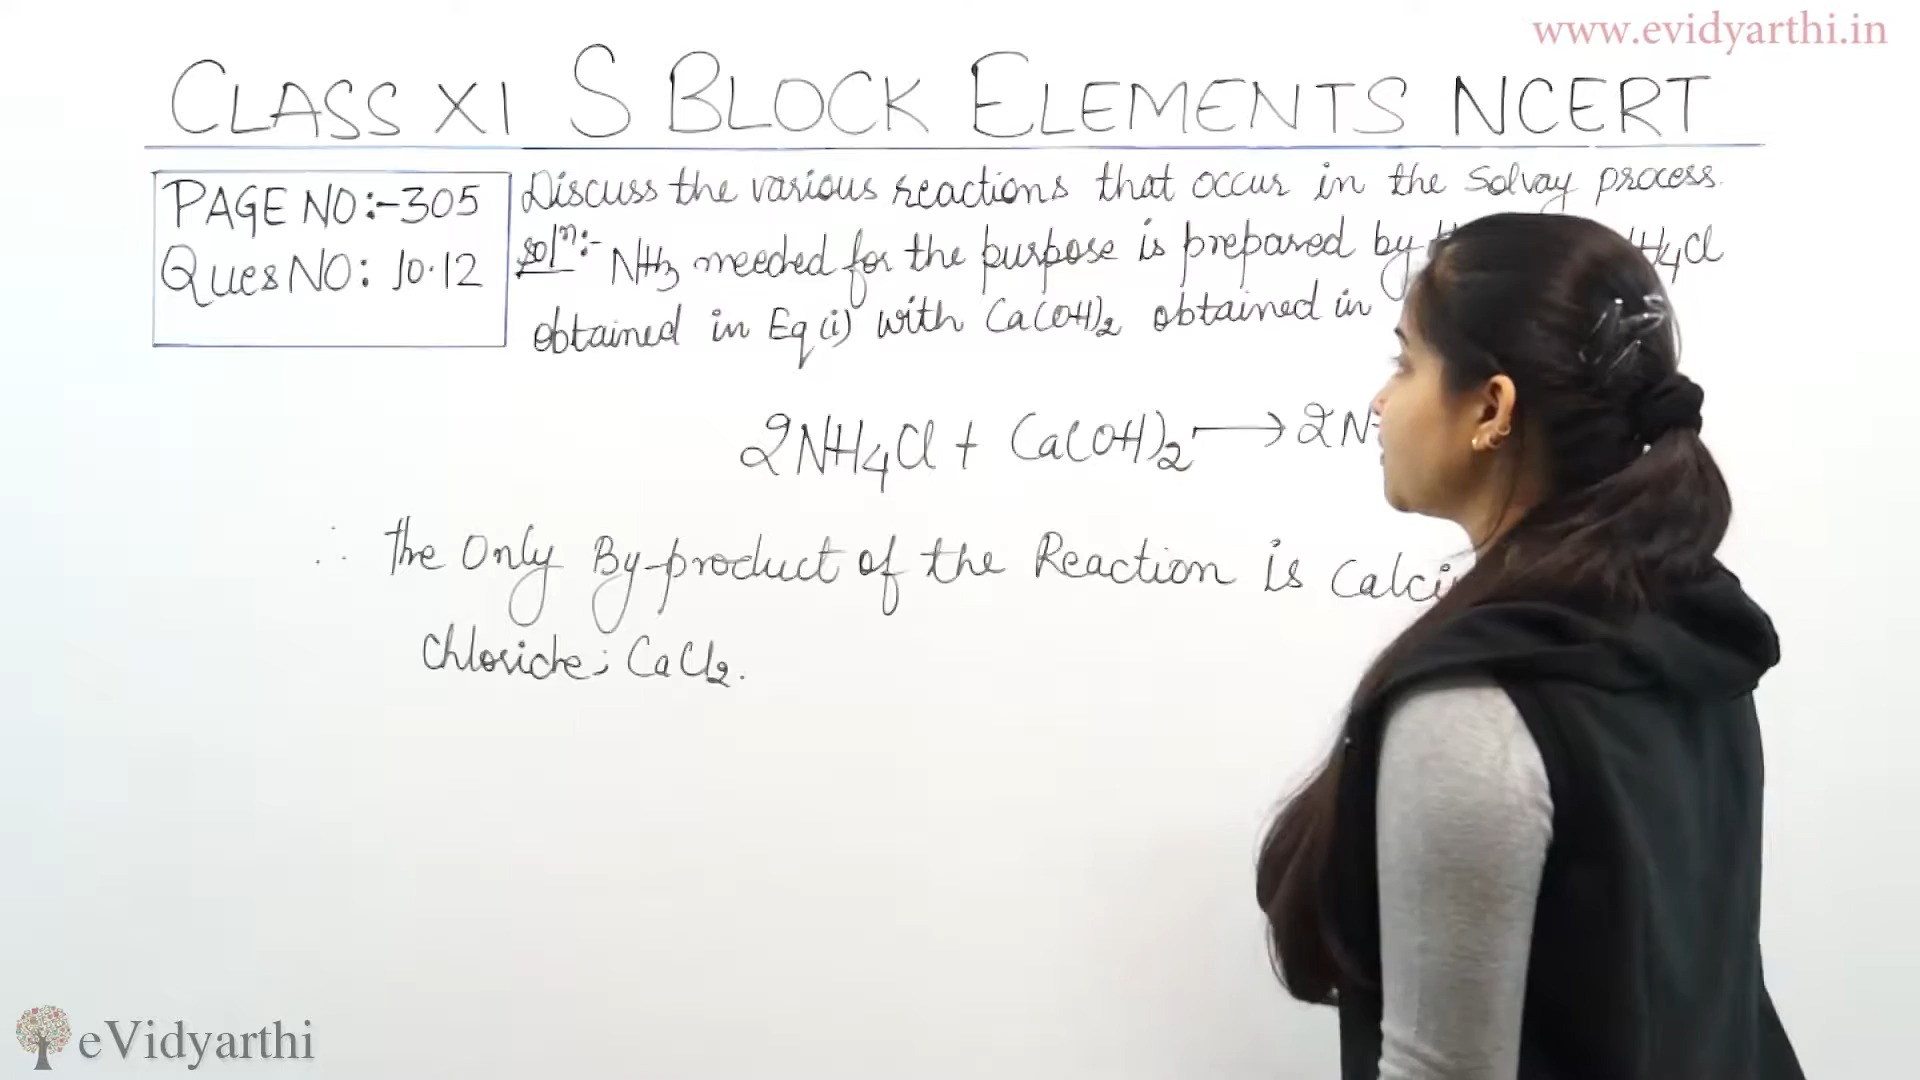 www.evidyarthi.in
CLASS XI S BLOCK ELEMENTS NCERT
PAGE NO:-305
Ques NO: 10.12
Discuss the various reactions that occur in the Solvay process.
Solⁿ:- NH3 needed for the purpose is prepared by H4Cl
obtained in Eq (i) with Ca(OH)2 obtained in
2NH4Cl + Ca(OH)2 → 2N
∴ the Only By-product of the Reaction is Calci
Chloride; CaCl2.
eVidyarthi